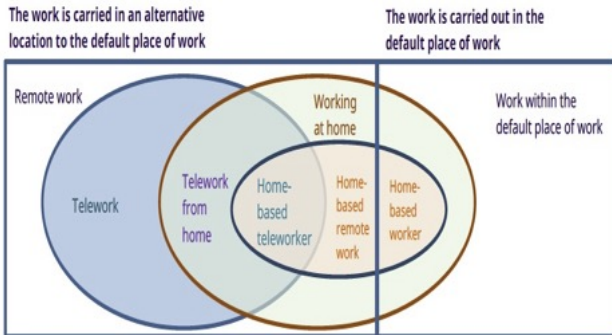 The work is carried in an alternative
location to the default place of work
The work is carried out in the
default place of work
Remote work
Working
at home
Work within the
default place of work
Telework
Telework
from
home
Home-
based
teleworker
Home-
based
remote
work
Home-
based
worker